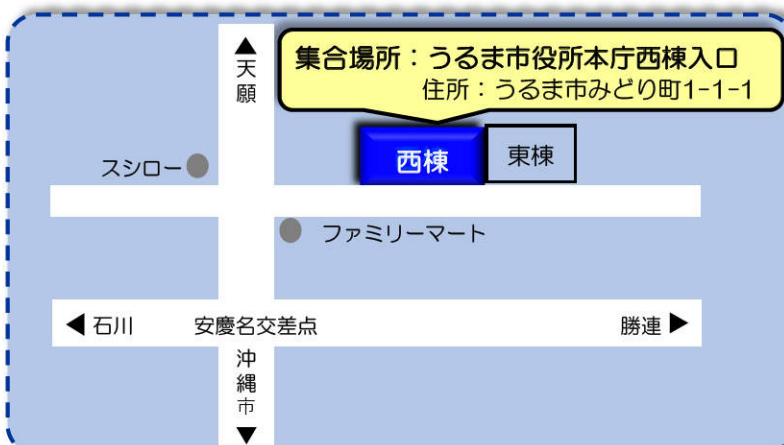 集合場所：うるま市役所本庁西棟入口
住所：うるま市みどり町1-1-1
▲天願
西棟
東棟
スシロー
ファミリーマート
◀石川
安慶名交差点
勝連▶
沖縄市▼